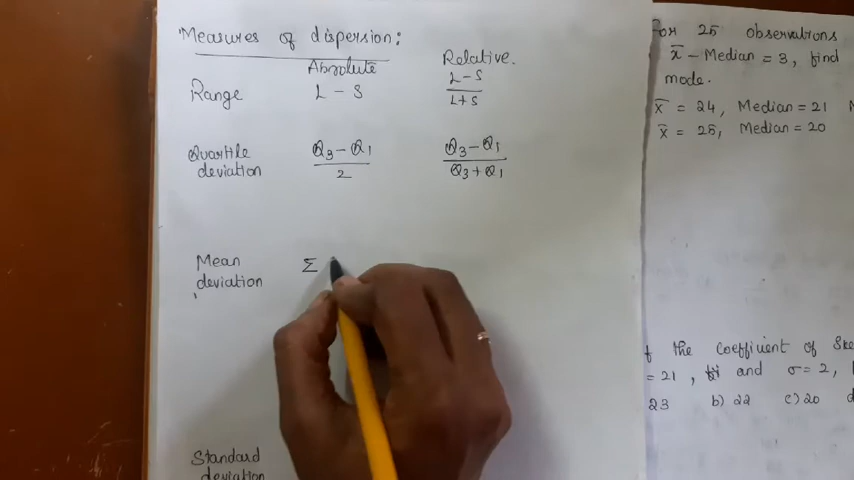 Measures of dispersion:
Absolute Relative.
Range L - S L-S
L+S
Quartile Q3 - Q1 Q3 - Q1
deviation 2 Q3 + Q1
Mean Σ
deviation
Standard
deviation
For 25 observations
x̄ - Median = 3, find
mode.
x̄ = 24, Median = 21
x̄ = 25, Median = 20
the Coefficient of Ske
= 21, and σ = 2,
23 b) 22 c) 20